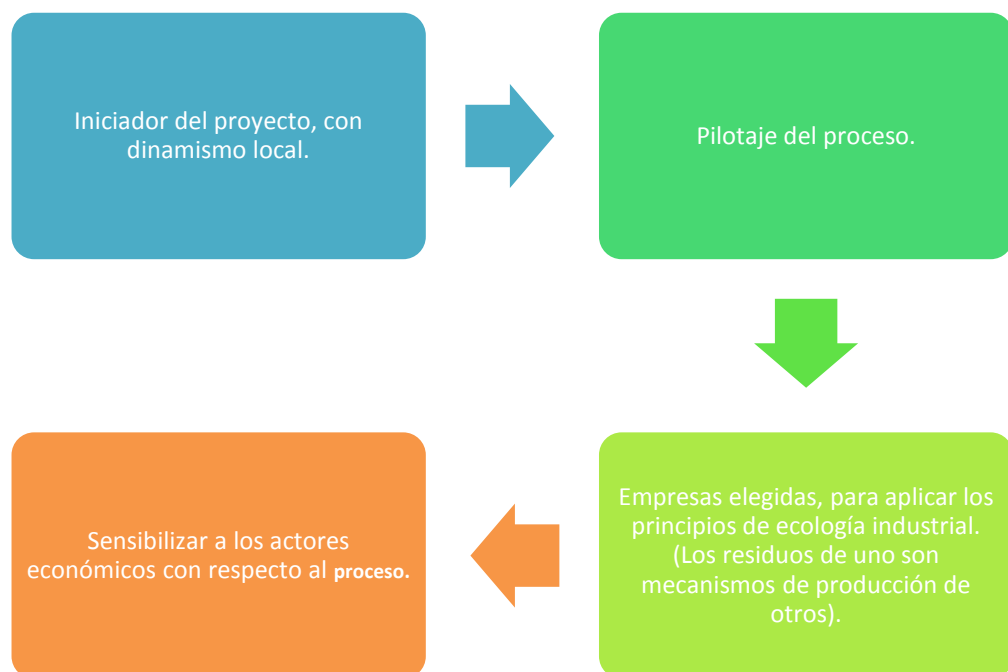 Iniciador del proyecto, con
dinamismo local.
Pilotaje del proceso.
Empresas elegidas, para aplicar los
principios de ecología industrial.
(Los residuos de uno son
mecanismos de producción de
otros).
Sensibilizar a los actores
económicos con respecto al proceso.